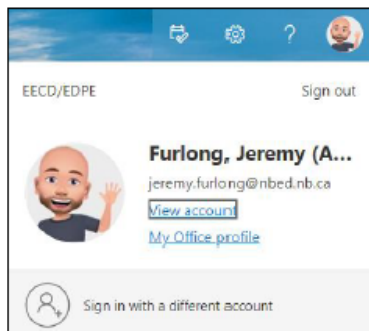 ?
EECD/EDPE Sign out
Furlong, Jeremy (A...
jeremy.furlong@nbed.nb.ca
View account
My Office profile
Sign in with a different account